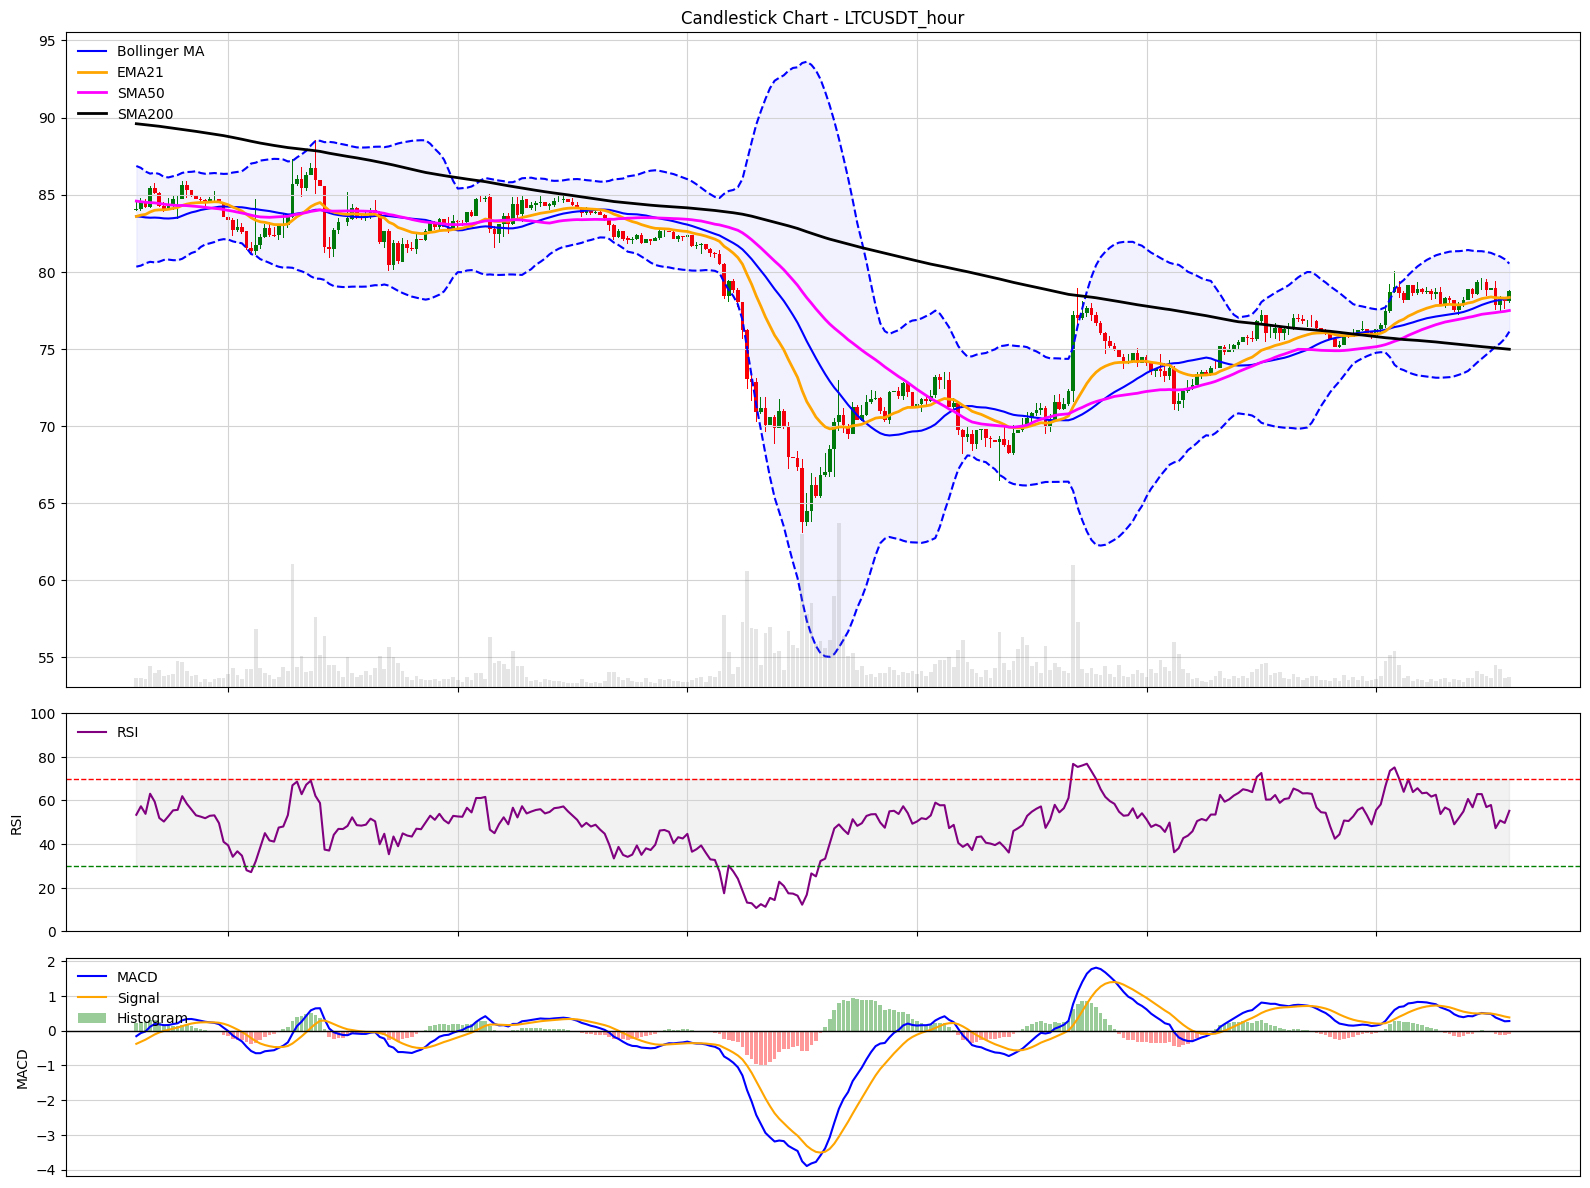 Candlestick Chart - LTCUSDT_hour
95
90
85
80
75
70
65
60
55
Bollinger MA
EMA21
SMA50
SMA200
100
80
60
40
20
0
RSI
RSI
2
1
0
−1
−2
−3
−4
MACD
MACD
Signal
Histogram